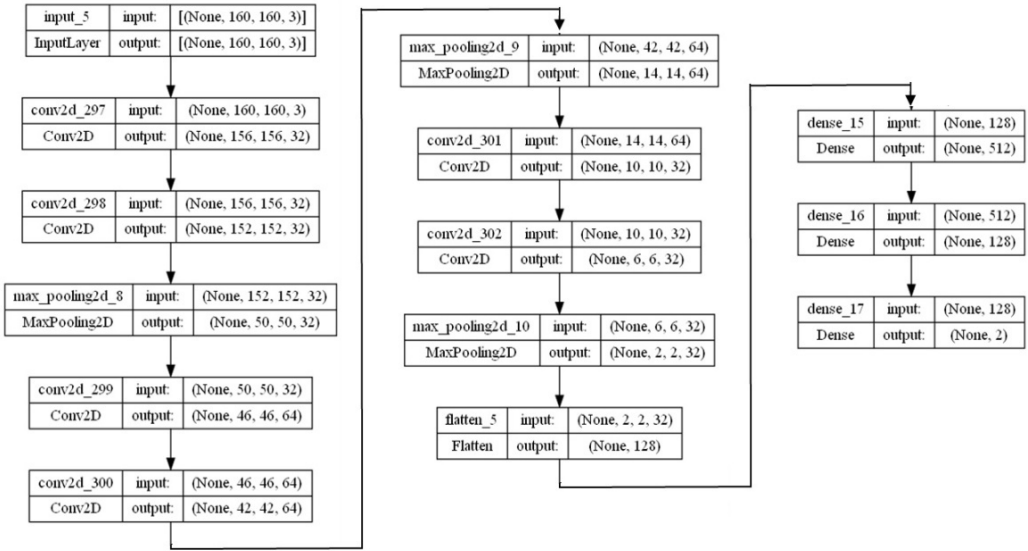 input_5 input: [(None, 160, 160, 3)]
InputLayer output: [(None, 160, 160, 3)]
conv2d_297 input: (None, 160, 160, 3)
Conv2D output: (None, 156, 156, 32)
conv2d_298 input: (None, 156, 156, 32)
Conv2D output: (None, 152, 152, 32)
max_pooling2d_8 input: (None, 152, 152, 32)
MaxPooling2D output: (None, 50, 50, 32)
conv2d_299 input: (None, 50, 50, 32)
Conv2D output: (None, 46, 46, 64)
conv2d_300 input: (None, 46, 46, 64)
Conv2D output: (None, 42, 42, 64)
max_pooling2d_9 input: (None, 42, 42, 64)
MaxPooling2D output: (None, 14, 14, 64)
conv2d_301 input: (None, 14, 14, 64)
Conv2D output: (None, 10, 10, 32)
conv2d_302 input: (None, 10, 10, 32)
Conv2D output: (None, 6, 6, 32)
max_pooling2d_10 input: (None, 6, 6, 32)
MaxPooling2D output: (None, 2, 2, 32)
flatten_5 input: (None, 2, 2, 32)
Flatten output: (None, 128)
dense_15 input: (None, 128)
Dense output: (None, 512)
dense_16 input: (None, 512)
Dense output: (None, 128)
dense_17 input: (None, 128)
Dense output: (None, 2)